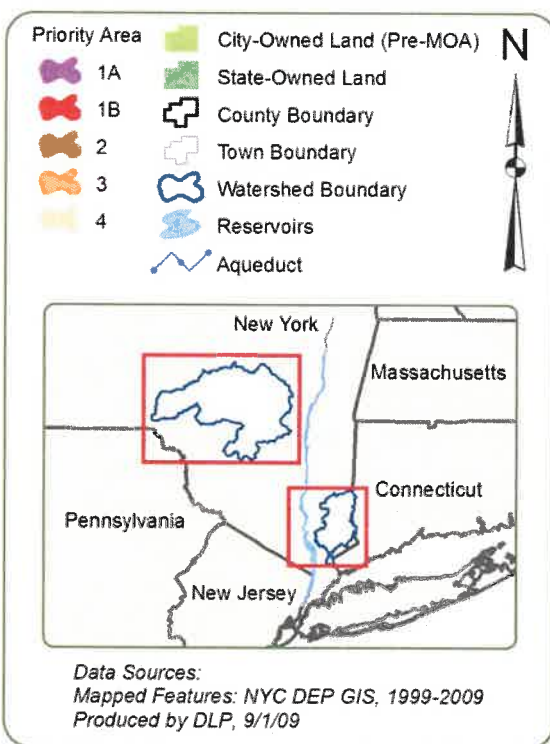 Priority Area
1A
1B
2
3
4
City-Owned Land (Pre-MOA)
State-Owned Land
County Boundary
Town Boundary
Watershed Boundary
Reservoirs
Aqueduct
N
New York
Massachusetts
Connecticut
Pennsylvania
New Jersey
Data Sources:
Mapped Features: NYC DEP GIS, 1999-2009
Produced by DLP, 9/1/09